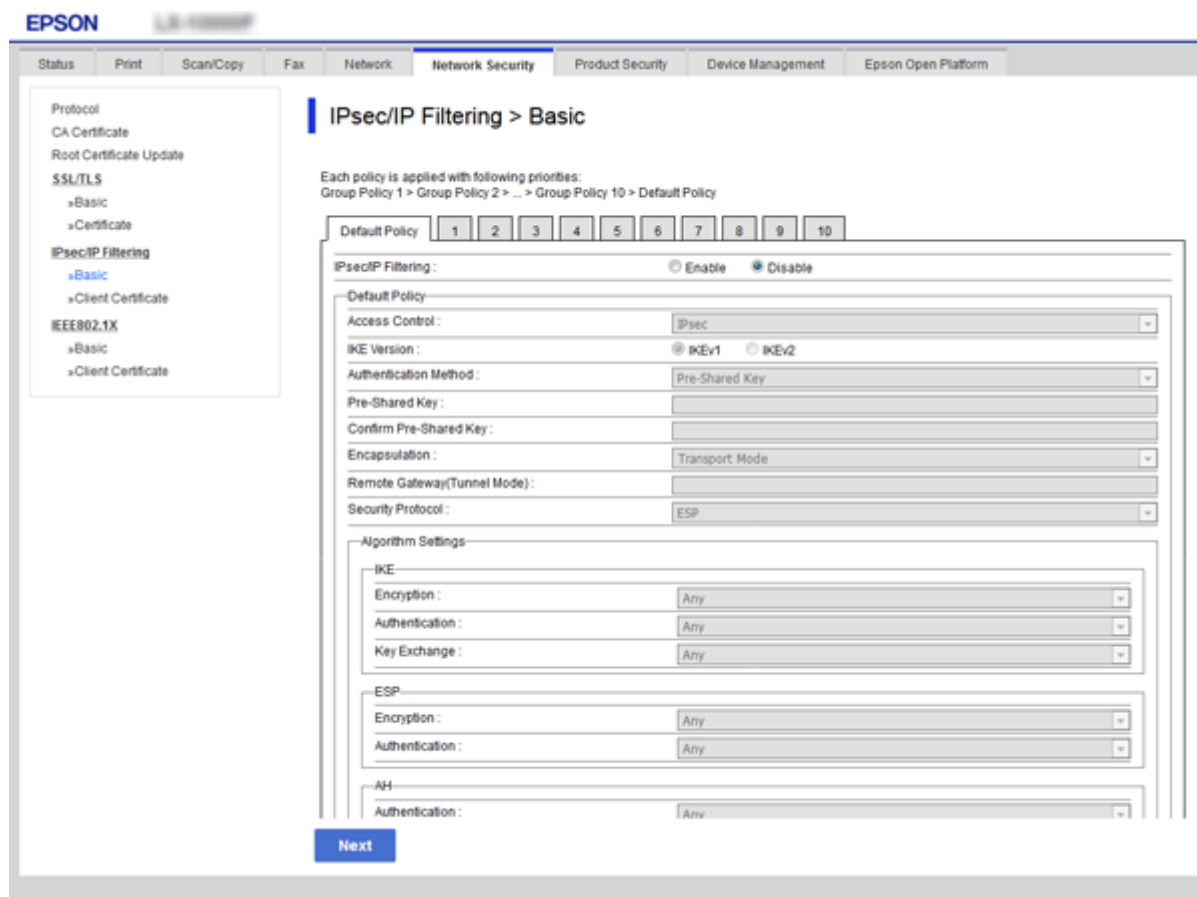 EPSON
Status Print Scan/Copy Fax Network Network Security Product Security Device Management Epson Open Platform
Protocol
CA Certificate
Root Certificate Update
SSL/TLS
»Basic
»Certificate
IPsec/IP Filtering
»Basic
»Client Certificate
IEEE802.1X
»Basic
»Client Certificate
IPsec/IP Filtering > Basic
Each policy is applied with following priorities:
Group Policy 1 > Group Policy 2 > ... > Group Policy 10 > Default Policy
Default Policy 1 2 3 4 5 6 7 8 9 10
IPsec/IP Filtering : Enable Disable
Default Policy
Access Control : IPsec
IKE Version : IKEv1 IKEv2
Authentication Method : Pre-Shared Key
Pre-Shared Key :
Confirm Pre-Shared Key :
Encapsulation : Transport Mode
Remote Gateway(Tunnel Mode) :
Security Protocol : ESP
Algorithm Settings
IKE
Encryption : Any
Authentication : Any
Key Exchange : Any
ESP
Encryption : Any
Authentication : Any
AH
Authentication : Any
Next